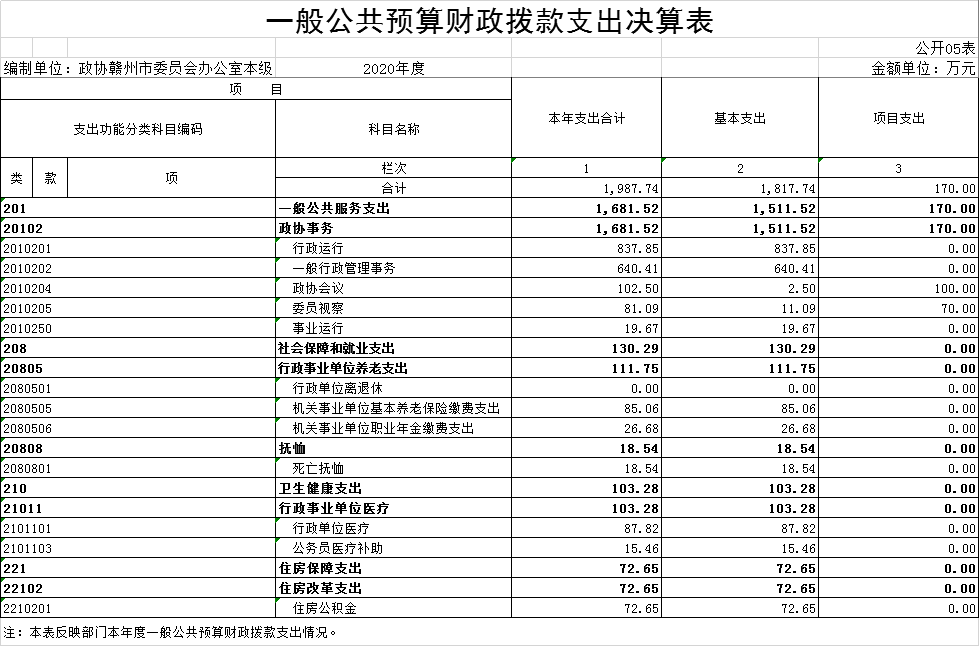 一般公共预算财政拨款支出决算表
公开05表
编制单位：政协赣州市委员会办公室本级 2020年度 金额单位：万元
项 目
支出功能分类科目编码 科目名称 本年支出合计 基本支出 项目支出
类 款 项 栏次 1 2 3
合计 1,987.74 1,817.74 170.00
201 一般公共服务支出 1,681.52 1,511.52 170.00
20102 政协事务 1,681.52 1,511.52 170.00
2010201 行政运行 837.85 837.85 0.00
2010202 一般行政管理事务 640.41 640.41 0.00
2010204 政协会议 102.50 2.50 100.00
2010205 委员视察 81.09 11.09 70.00
2010250 事业运行 19.67 19.67 0.00
208 社会保障和就业支出 130.29 130.29 0.00
20805 行政事业单位养老支出 111.75 111.75 0.00
2080501 行政单位离退休 0.00 0.00 0.00
2080505 机关事业单位基本养老保险缴费支出 85.06 85.06 0.00
2080506 机关事业单位职业年金缴费支出 26.68 26.68 0.00
20808 抚恤 18.54 18.54 0.00
2080801 死亡抚恤 18.54 18.54 0.00
210 卫生健康支出 103.28 103.28 0.00
21011 行政事业单位医疗 103.28 103.28 0.00
2101101 行政单位医疗 87.82 87.82 0.00
2101103 公务员医疗补助 15.46 15.46 0.00
221 住房保障支出 72.65 72.65 0.00
22102 住房改革支出 72.65 72.65 0.00
2210201 住房公积金 72.65 72.65 0.00
注：本表反映部门本年度一般公共预算财政拨款支出情况。